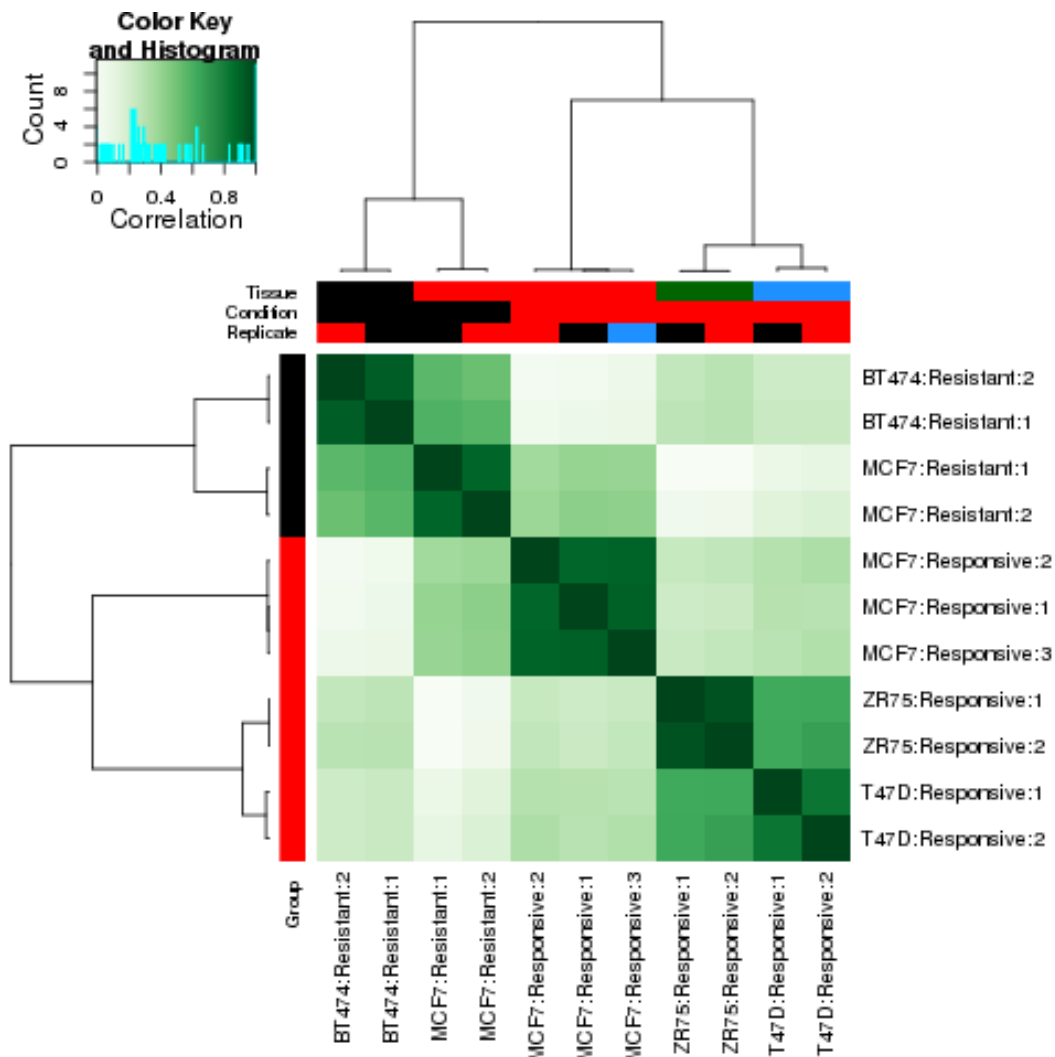 Color Key
and Histogram
Count
0 4 8
0 0.4 0.8
Correlation
Tissue
Condition
Replicate
BT474:Resistant:2
BT474:Resistant:1
MCF7:Resistant:1
MCF7:Resistant:2
MCF7:Responsive:2
MCF7:Responsive:1
MCF7:Responsive:3
ZR75:Responsive:1
ZR75:Responsive:2
T47D:Responsive:1
T47D:Responsive:2
Group
BT474:Resistant:2
BT474:Resistant:1
MCF7:Resistant:1
MCF7:Resistant:2
MCF7:Responsive:2
MCF7:Responsive:1
MCF7:Responsive:3
ZR75:Responsive:1
ZR75:Responsive:2
T47D:Responsive:1
T47D:Responsive:2